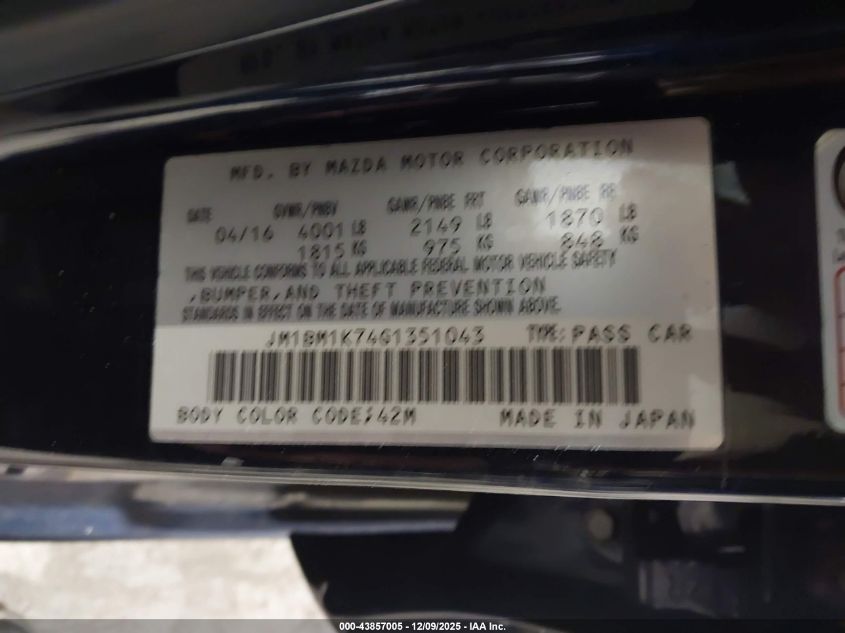 MFD. BY MAZDA MOTOR CORPORATION
DATE GVWR/PNBV GAWR/PNBE FRT GAWR/PNBE RR
04/16 4001 LB 2149 LB 1870 LB
1815 KG 975 KG 848 KG
THIS VEHICLE CONFORMS TO ALL APPLICABLE FEDERAL MOTOR VEHICLE SAFETY
,BUMPER,AND THEFT PREVENTION
STANDARDS IN EFFECT ON THE DATE OF MANUFACTURE SHOWN ABOVE.
JM1BM1K74G1351043 TYPE: PASS CAR
BODY COLOR CODE:42M MADE IN JAPAN
000-43857005 - 12/09/2025 - IAA Inc.